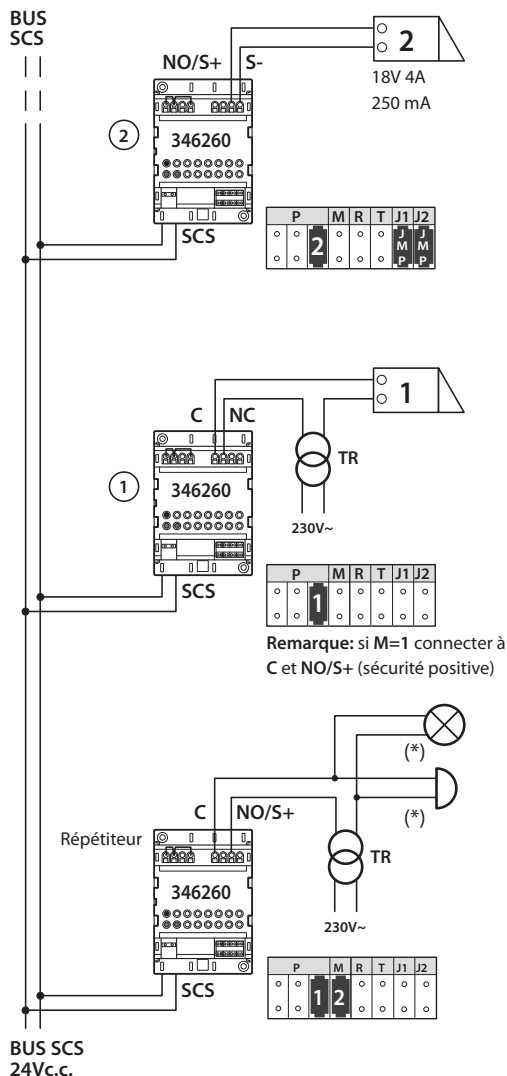 BUS
SCS
NO/S+ S-
2
18V 4A
250 mA
2
346260
SCS
P M R T J1 J2
2 JMP JMP
1
C NC
TR
1
346260
230V~
SCS
P M R T J1 J2
1
Remarque: si M=1 connecter à
C et NO/S+ (sécurité positive)
(*)
(*)
C NO/S+
Répétiteur
TR
346260
230V~
SCS
P M R T J1 J2
1 2
BUS SCS
24Vc.c.